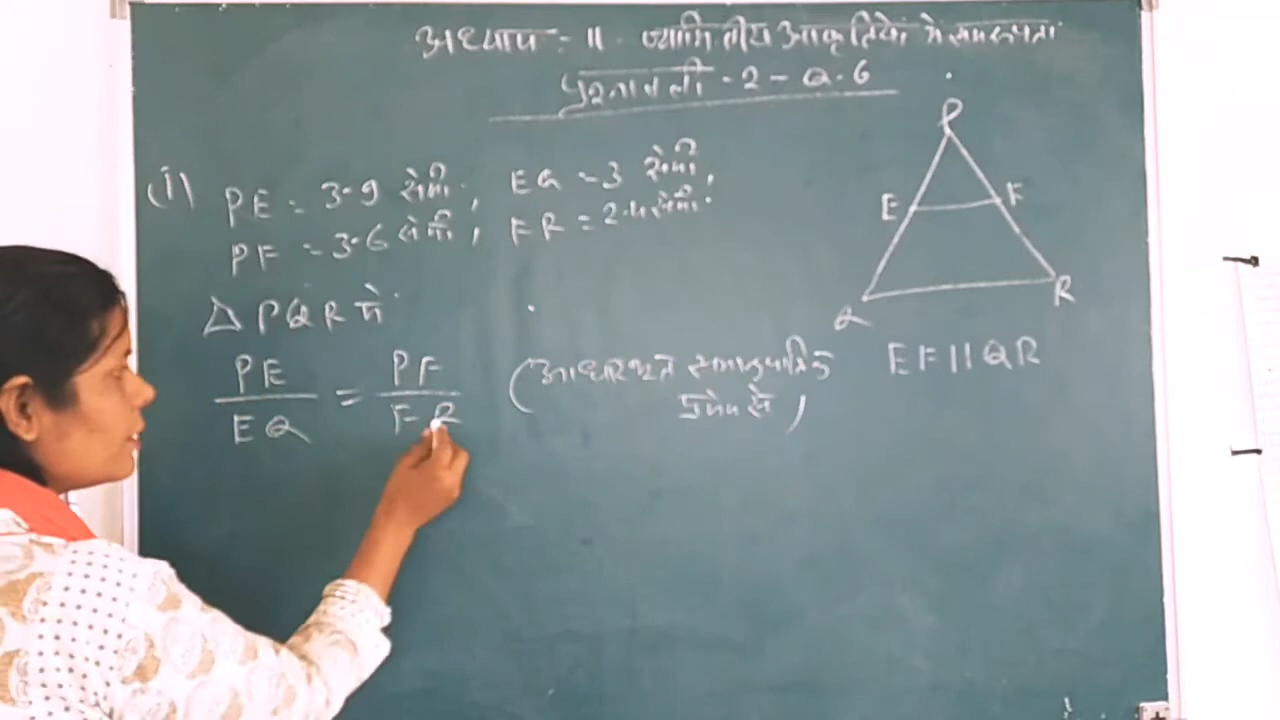 अध्याय :- 11. ज्यामितीय आकृतियों मे समरूपता
प्रश्नावली - 2 - Q.6
(i) PE = 3.9 सेमी, EQ = 3 सेमी,
PF = 3.6 सेमी, FR = 2.4 सेमी.
△ PQR में
PE/EQ = PF/FR (आधारभूत समानुपातिक
प्रमेय से)
P
E F
Q R
EF || QR